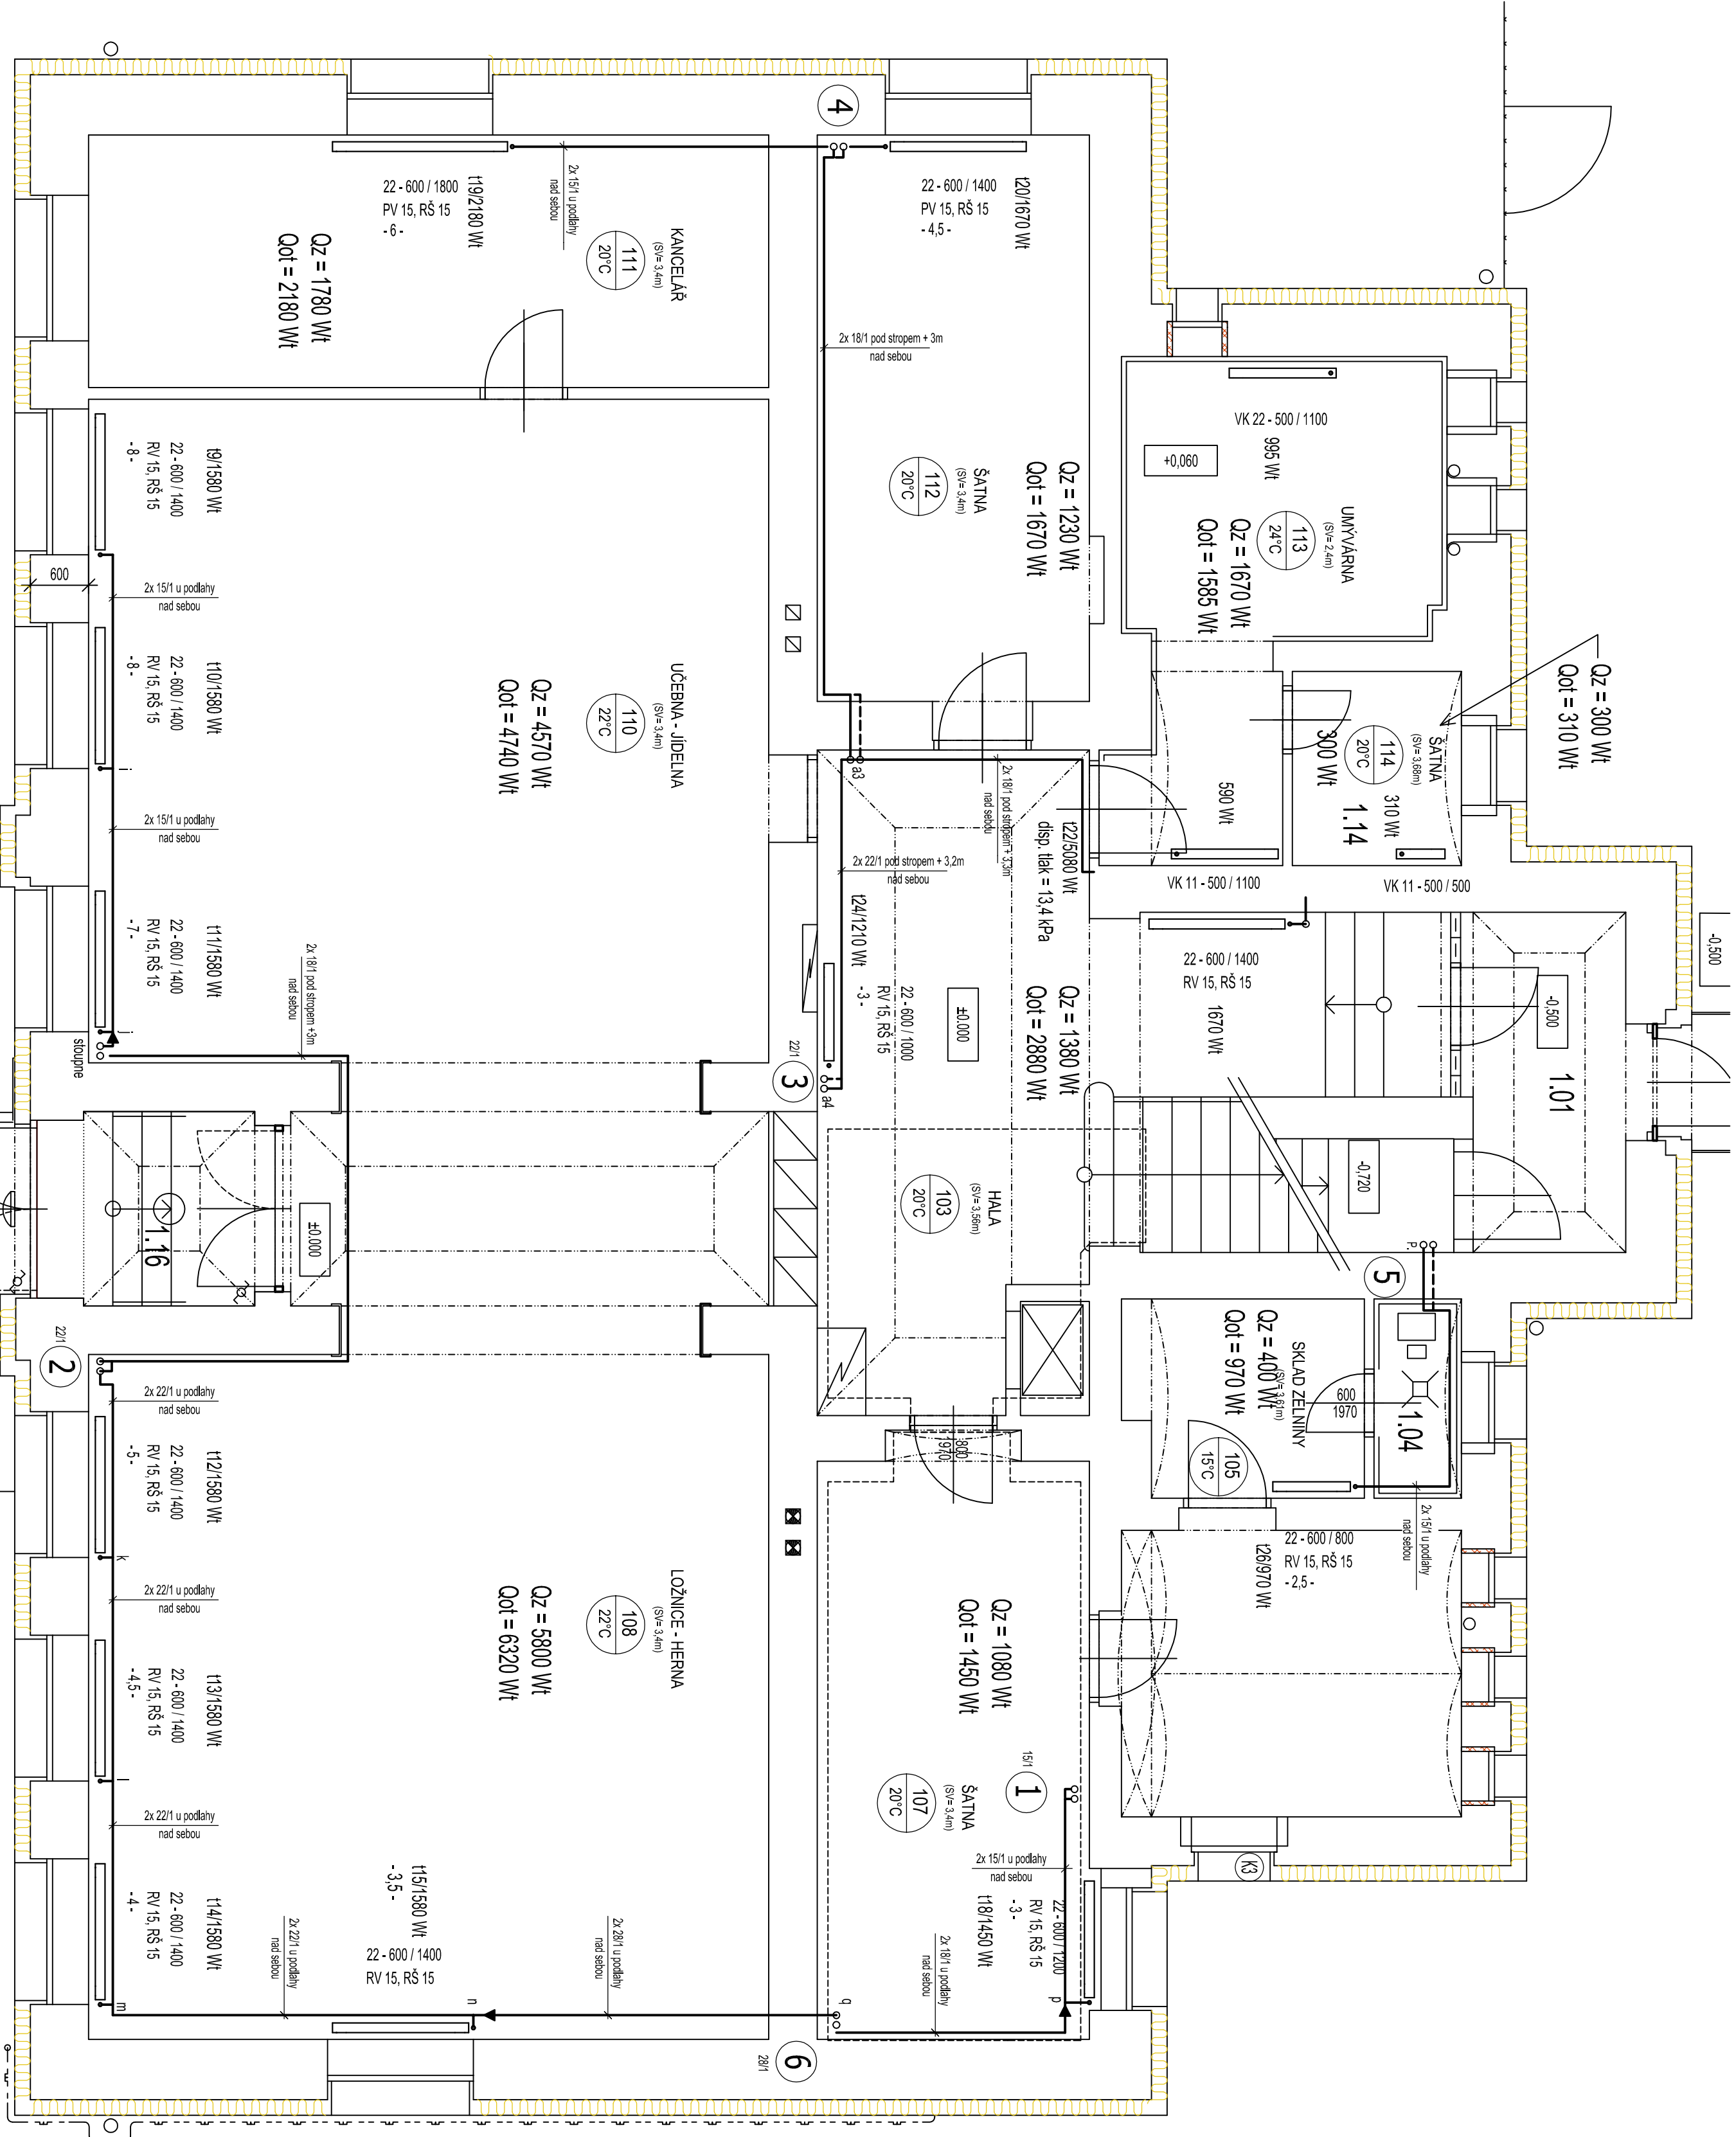 4
22 - 600 / 1800
PV 15, RŠ 15
- 6 -
t19/2180 Wt
2x 15/1 u podlahy
nad sebou
KANCELÁŘ
(SV= 3,4m)
111
20°C
Qz = 1780 Wt
Qot = 2180 Wt
22 - 600 / 1400
PV 15, RŠ 15
- 4,5 -
t20/1670 Wt
2x 18/1 pod stropem + 3m
nad sebou
ŠATNA
(SV= 3,4m)
112
20°C
Qz = 1230 Wt
Qot = 1670 Wt
VK 22 - 500 / 1100
995 Wt
+0,060
UMÝVÁRNA
(SV= 2,4m)
113
24°C
Qz = 1670 Wt
Qot = 1585 Wt
Qz = 300 Wt
Qot = 310 Wt
ŠATNA
(SV= 3,68m)
114
20°C
300 Wt
310 Wt
1.14
590 Wt
VK 11 - 500 / 1100
VK 11 - 500 / 500
t9/1580 Wt
22 - 600 / 1400
RV 15, RŠ 15
- 8 -
600
2x 15/1 u podlahy
nad sebou
t10/1580 Wt
22 - 600 / 1400
RV 15, RŠ 15
- 8 -
i
2x 15/1 u podlahy
nad sebou
t11/1580 Wt
22 - 600 / 1400
RV 15, RŠ 15
- 7 -
j
stoupne
2x 18/1 pod stropem +3m
nad sebou
UČEBNA - JÍDELNA
(SV= 3,4m)
110
22°C
Qz = 4570 Wt
Qot = 4740 Wt
a3
2x 18/1 pod stropem + 3,3m
nad sebou
2x 22/1 pod stropem + 3,2m
nad sebou
t22/5080 Wt
disp. tlak = 13,4 kPa
t24/1210 Wt
22 - 600 / 1000
RV 15, RŠ 15
- 3 -
±0.000
Qz = 1380 Wt
Qot = 2880 Wt
22/1
3
a4
HALA
(SV= 3,56m)
103
20°C
22 - 600 / 1400
RV 15, RŠ 15
1670 Wt
-0,500
-0,500
1.01
-0,720
P.
5
±0.000
1.16
22/1
2
SKLAD ZELNINY
(SV= 3,61m)
Qz = 400 Wt
Qot = 970 Wt
105
15°C
600
1970
1.04
2x 15/1 u podlahy
nad sebou
22 - 600 / 800
RV 15, RŠ 15
- 2,5 -
t26/970 Wt
800
1970
2x 22/1 u podlahy
nad sebou
t12/1580 Wt
22 - 600 / 1400
RV 15, RŠ 15
- 5 -
k
2x 22/1 u podlahy
nad sebou
t13/1580 Wt
22 - 600 / 1400
RV 15, RŠ 15
- 4,5 -
l
2x 22/1 u podlahy
nad sebou
t14/1580 Wt
22 - 600 / 1400
RV 15, RŠ 15
- 4 -
m
2x 22/1 u podlahy
nad sebou
LOŽNICE - HERNA
(SV= 3,4m)
108
22°C
Qz = 5800 Wt
Qot = 6320 Wt
t15/1580 Wt
- 3,5 -
22 - 600 / 1400
RV 15, RŠ 15
n
2x 28/1 u podlahy
nad sebou
28/1
6
q
Qz = 1080 Wt
Qot = 1450 Wt
ŠATNA
(SV= 3,4m)
107
20°C
15/1
1
2x 15/1 u podlahy
nad sebou
22 - 600 / 1200
RV 15, RŠ 15
- 3 -
t18/1450 Wt
2x 18/1 u podlahy
nad sebou
p
K3